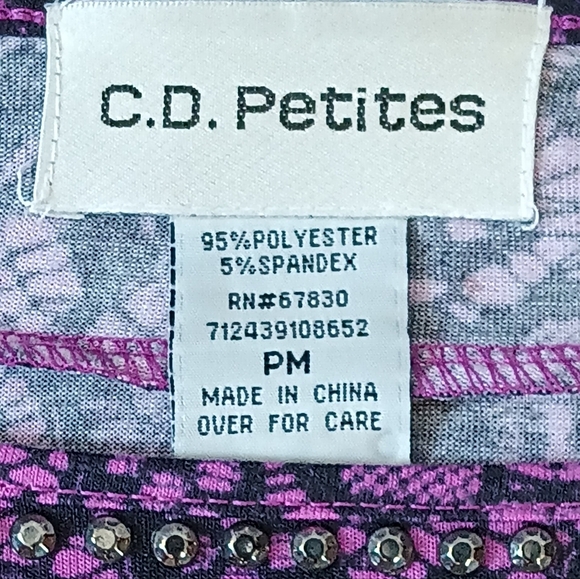 C.D. Petites
95%POLYESTER
5%SPANDEX
RN#67830
712439108652
PM
MADE IN CHINA
OVER FOR CARE